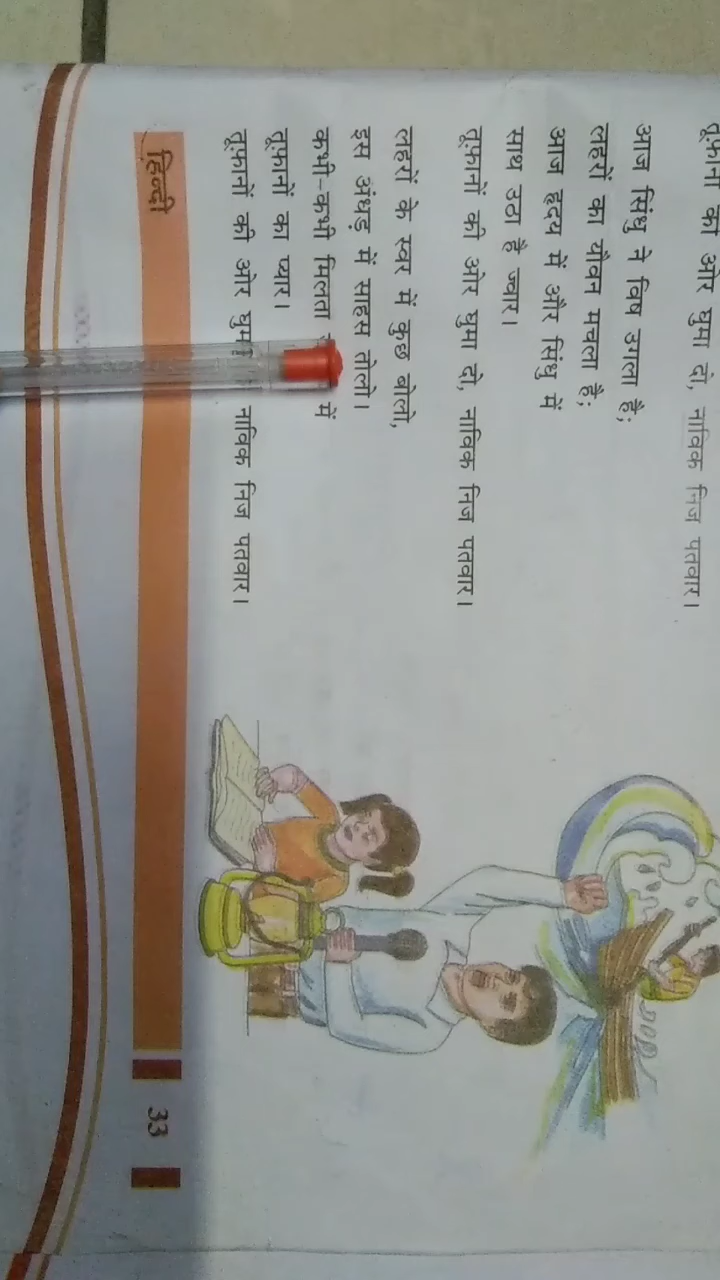 तूफानों की ओर घुमा दो, नाविक निज पतवार।
आज सिंधु ने विष उगला है;
लहरों का यौवन मचला है;
आज हृदय में और सिंधु में
साथ उठा है ज्वार।
तूफानों की ओर घुमा दो, नाविक निज पतवार।
लहरों के स्वर में कुछ बोलो,
इस अंधड़ में साहस तोलो।
कभी-कभी मिलता में
तूफानों का प्यार।
तूफानों की ओर नाविक निज पतवार।
हिन्दी
33